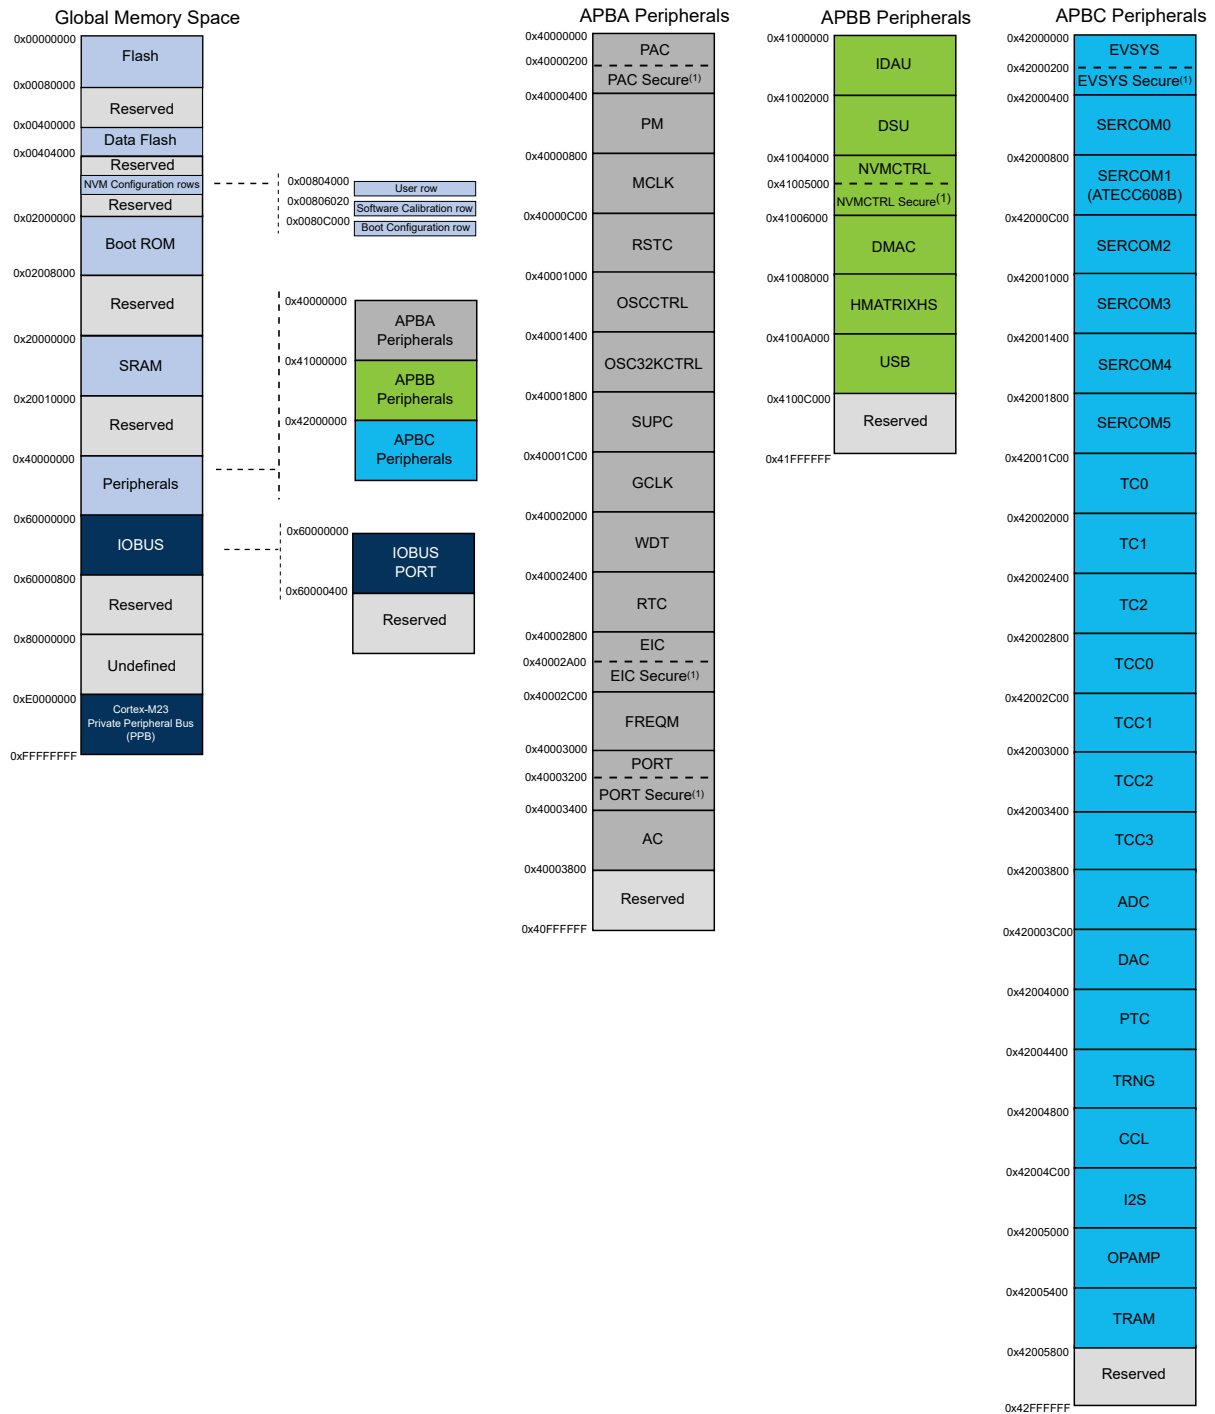 Global Memory Space
0x00000000
Flash
0x00080000
Reserved
0x00400000
Data Flash
0x00404000
Reserved
NVM Configuration rows
Reserved
0x02000000
Boot ROM
0x02008000
Reserved
0x20000000
SRAM
0x20010000
Reserved
0x40000000
Peripherals
0x60000000
IOBUS
0x60000800
Reserved
0x80000000
Undefined
0xE0000000
Cortex-M23
Private Peripheral Bus
(PPB)
0xFFFFFFFF
0x00804000
User row
0x00806020
Software Calibration row
0x0080C000
Boot Configuration row
0x40000000
APBA
Peripherals
0x41000000
APBB
Peripherals
0x42000000
APBC
Peripherals
0x60000000
IOBUS
PORT
0x60000400
Reserved
APBA Peripherals
0x40000000
PAC
0x40000200
PAC Secure(1)
0x40000400
PM
0x40000800
MCLK
0x40000C00
RSTC
0x40001000
OSCCTRL
0x40001400
OSC32KCTRL
0x40001800
SUPC
0x40001C00
GCLK
0x40002000
WDT
0x40002400
RTC
0x40002800
EIC
0x40002A00
EIC Secure(1)
0x40002C00
FREQM
0x40003000
PORT
0x40003200
PORT Secure(1)
0x40003400
AC
0x40003800
Reserved
0x40FFFFFF
APBB Peripherals
0x41000000
IDAU
0x41002000
DSU
0x41004000
NVMCTRL
0x41005000
NVMCTRL Secure(1)
0x41006000
DMAC
0x41008000
HMATRIXHS
0x4100A000
USB
0x4100C000
Reserved
0x41FFFFFF
APBC Peripherals
0x42000000
EVSYS
0x42000200
EVSYS Secure(1)
0x42000400
SERCOM0
0x42000800
SERCOM1
(ATECC608B)
0x42000C00
SERCOM2
0x42001000
SERCOM3
0x42001400
SERCOM4
0x42001800
SERCOM5
0x42001C00
TC0
0x42002000
TC1
0x42002400
TC2
0x42002800
TCC0
0x42002C00
TCC1
0x42003000
TCC2
0x42003400
TCC3
0x42003800
ADC
0x420003C00
DAC
0x42004000
PTC
0x42004400
TRNG
0x42004800
CCL
0x42004C00
I2S
0x42005000
OPAMP
0x42005400
TRAM
0x42005800
Reserved
0x42FFFFFF